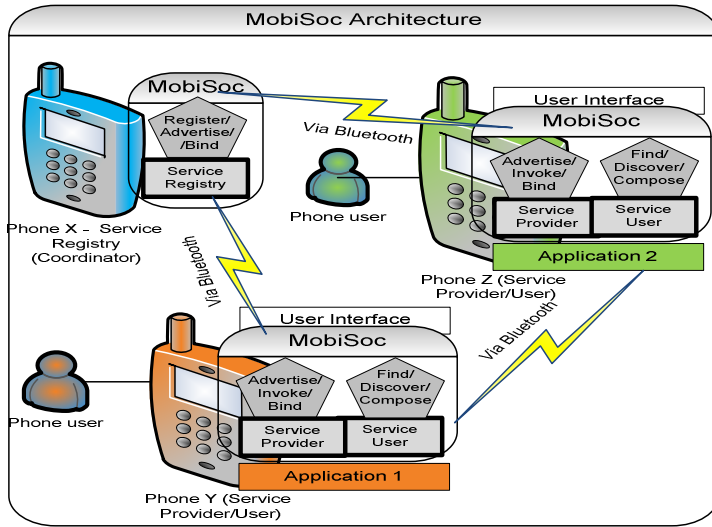 MobiSoc Architecture
MobiSoc
Register/
Advertise/
/Bind
Service
Registry
Phone X - Service
Registry
(Coordinator)
Via Bluetooth
Phone user
User Interface
MobiSoc
Advertise/
Invoke/
Bind
Find/
Discover/
Compose
Service
Provider
Service
User
Application 2
Phone Z (Service
Provider/User)
Via Bluetooth
Via Bluetooth
User Interface
MobiSoc
Advertise/
Invoke/
Bind
Find/
Discover/
Compose
Service
Provider
Service
User
Application 1
Phone user
Phone Y (Service
Provider/User)